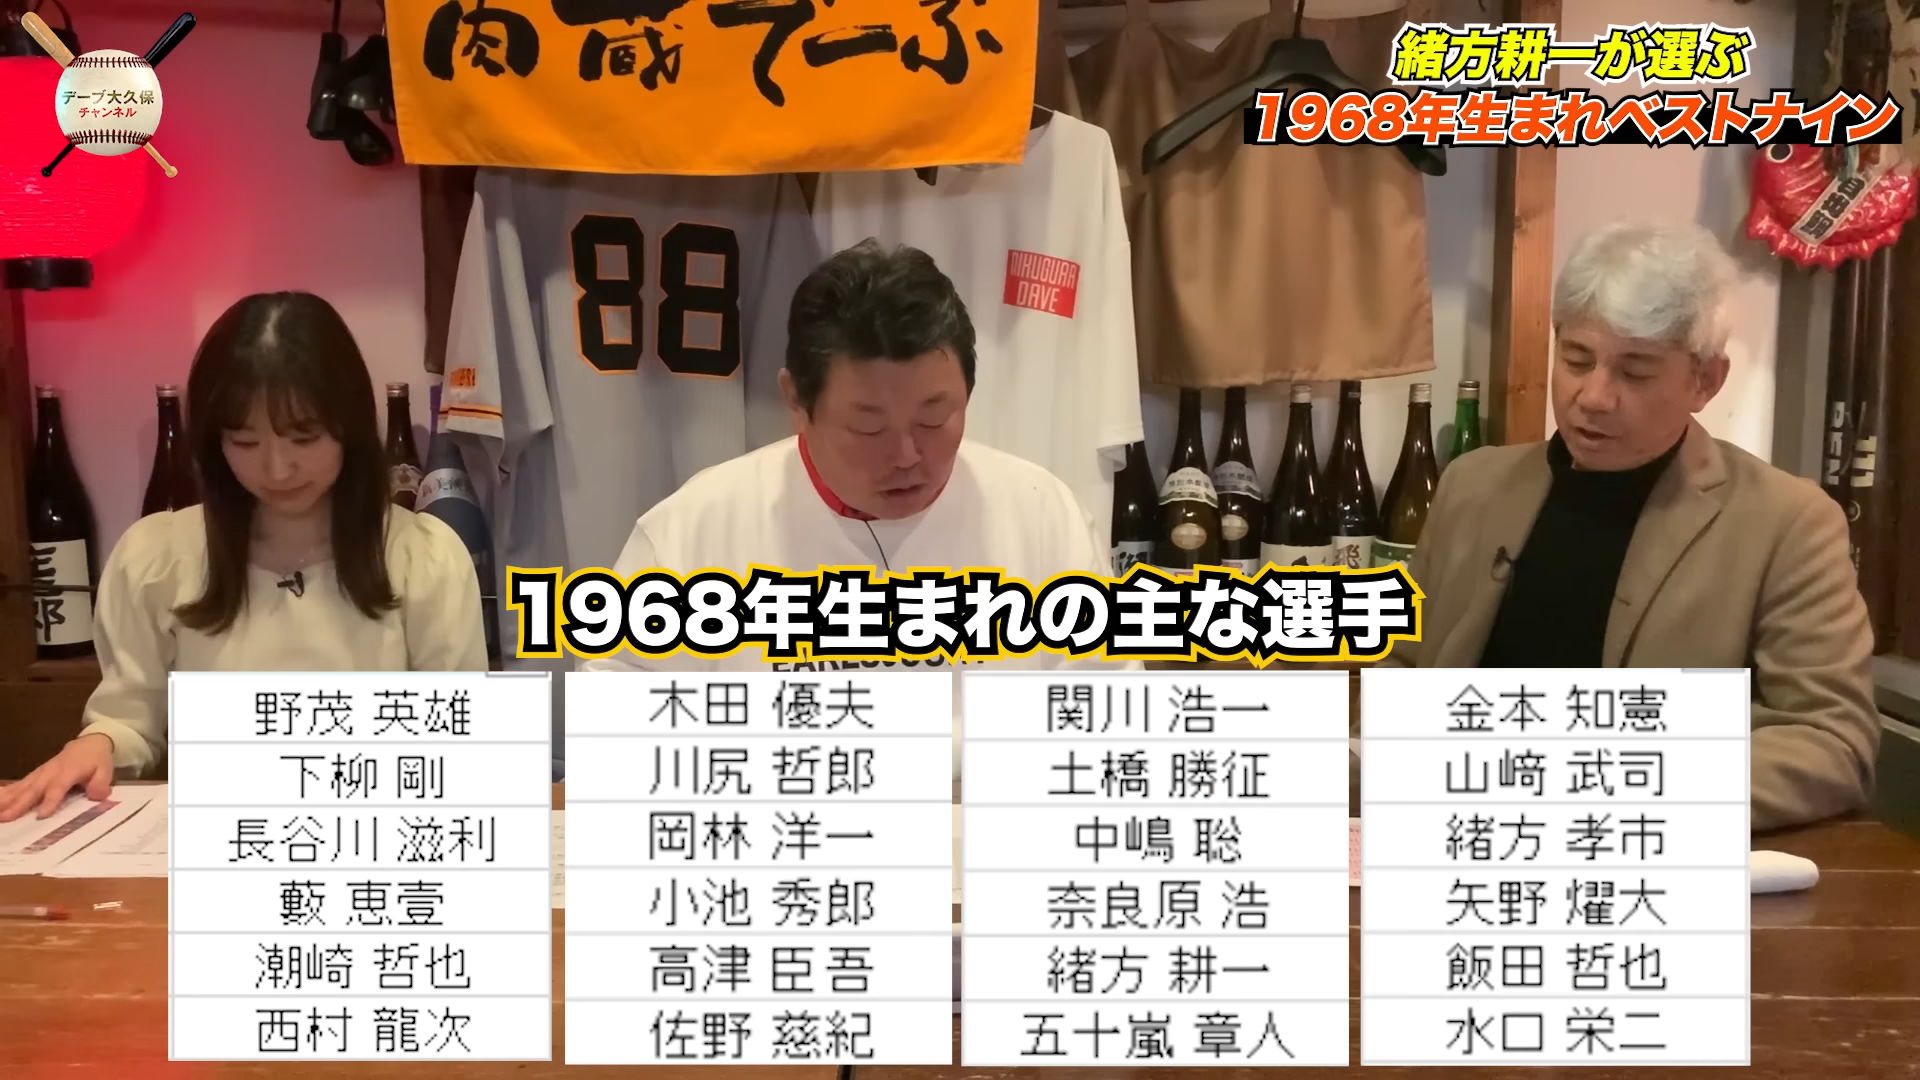 肉蔵でーぶ
デーブ大久保
チャンネル
緒方耕一が選ぶ
1968年生まれベストナイン
88
NIKUGURA
DAVE
1968年生まれの主な選手
野茂 英雄
下柳 剛
長谷川 滋利
藪 恵壹
潮崎 哲也
西村 龍次
木田 優夫
川尻 哲郎
岡林 洋一
小池 秀郎
高津 臣吾
佐野 慈紀
関川 浩一
土橋 勝征
中嶋 聡
奈良原 浩
緒方 耕一
五十嵐 章人
金本 知憲
山﨑 武司
緒方 孝市
矢野 燿大
飯田 哲也
水口 栄二